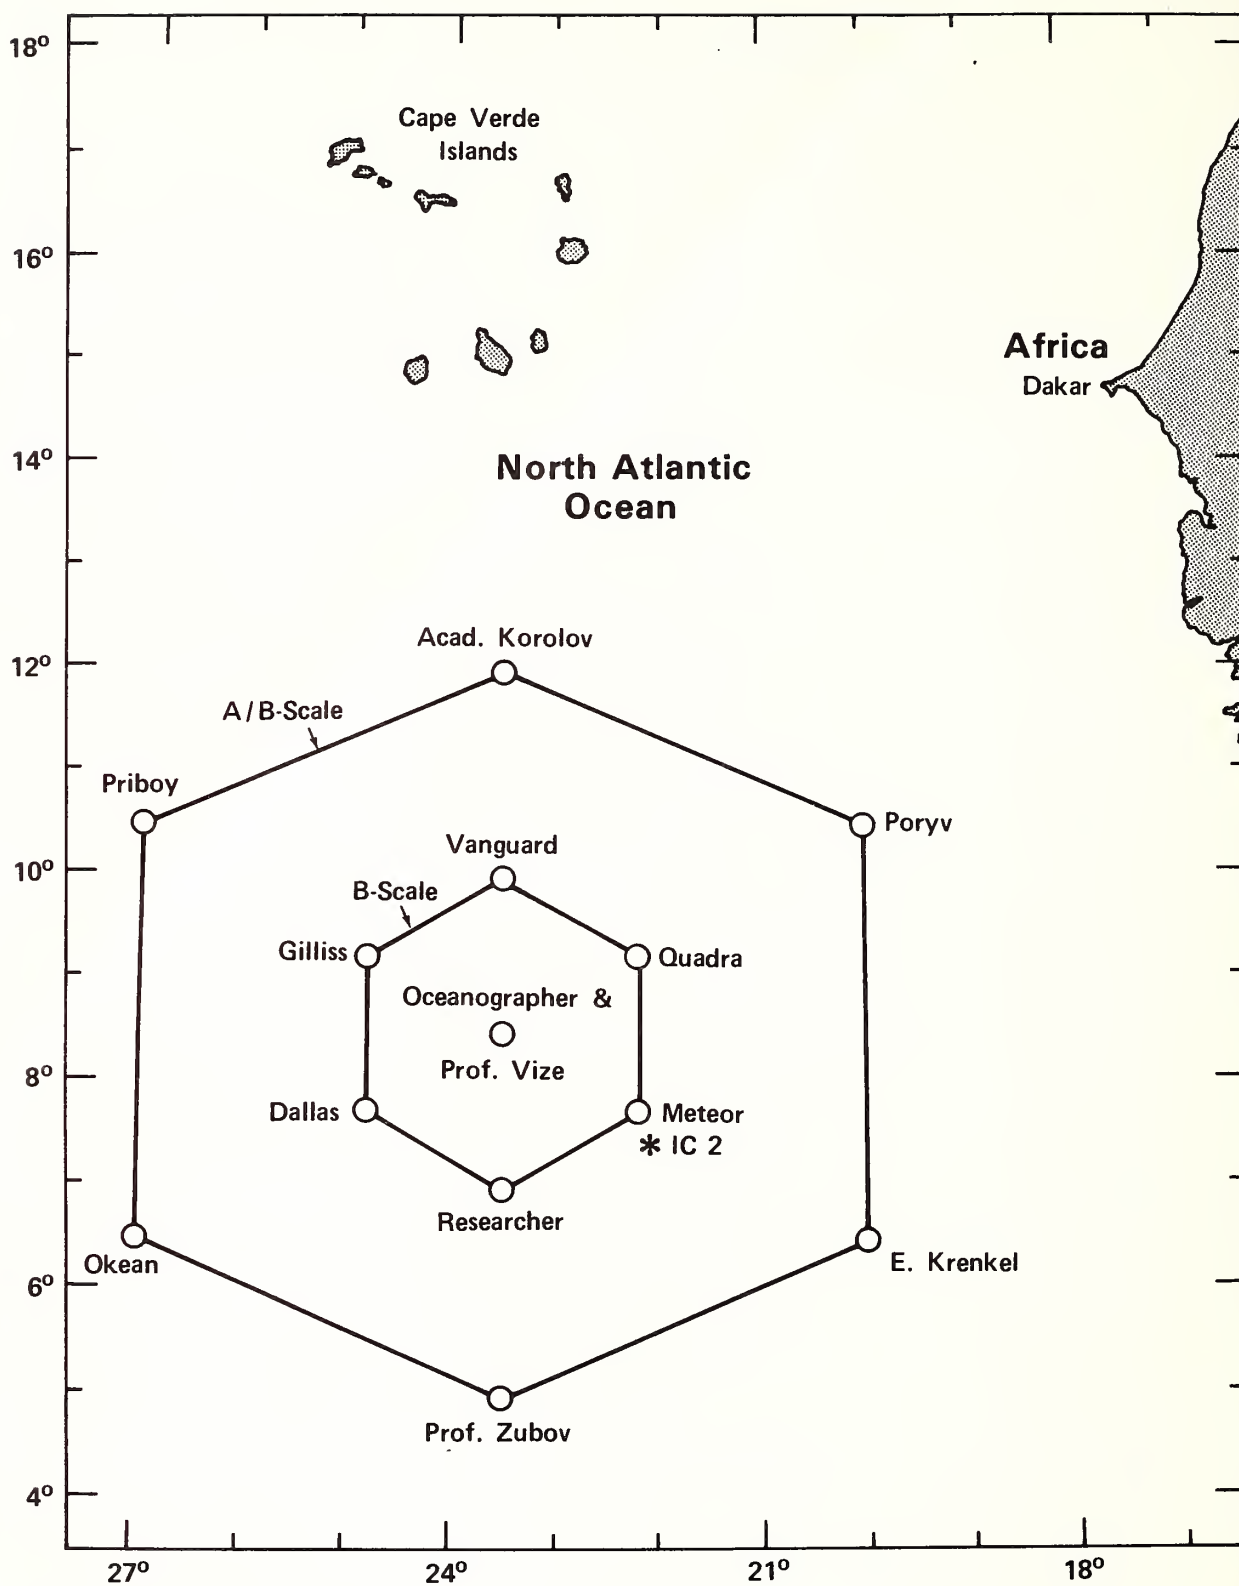 18°
Cape Verde
Islands
16°
Africa
Dakar
14°
North Atlantic
Ocean
12°
Acad. Korolov
A/B-Scale
Priboy
Poryv
10°
Vanguard
B-Scale
Gilliss
Quadra
Oceanographer &
Prof. Vize
8°
Dallas
Meteor
* IC 2
Researcher
Okean
E. Krenkel
6°
Prof. Zubov
4°
27° 24° 21° 18°